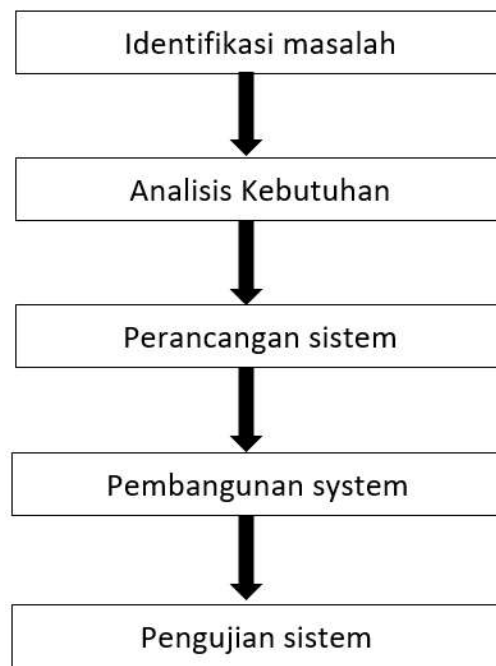 Identifikasi masalah
Analisis Kebutuhan
Perancangan sistem
Pembangunan system
Pengujian sistem